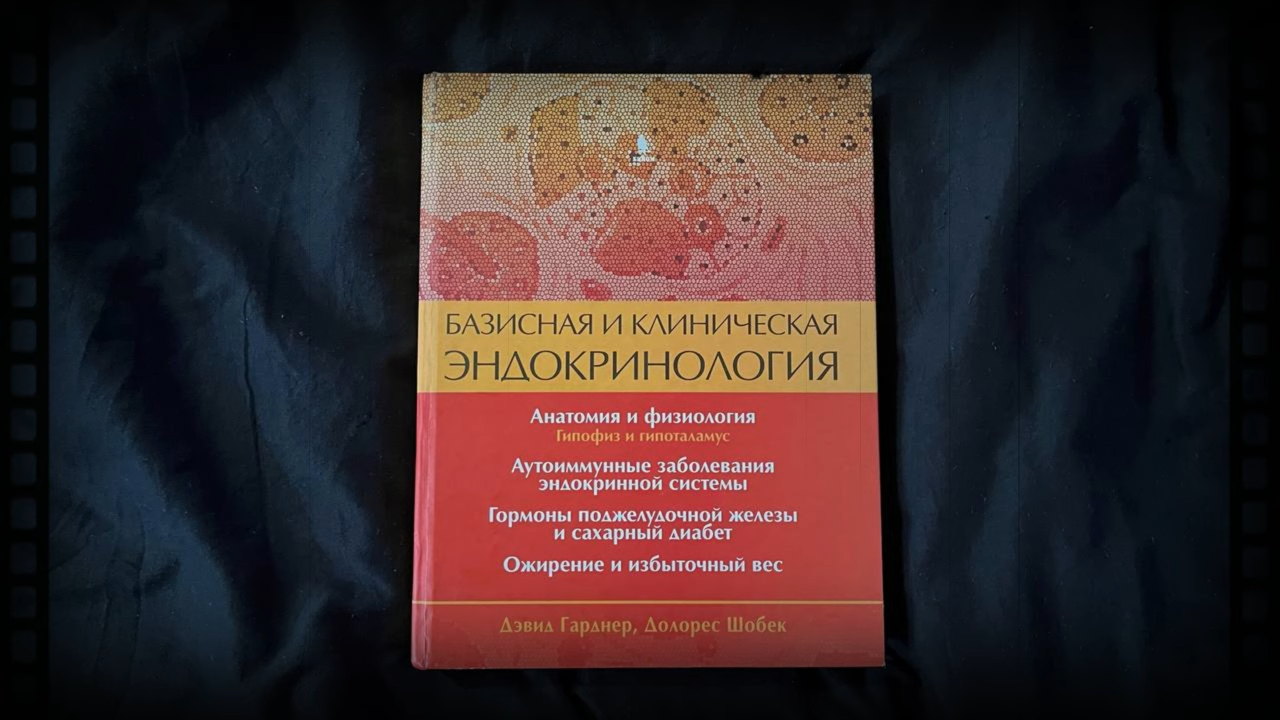 БАЗИСНАЯ И КЛИНИЧЕСКАЯ
ЭНДОКРИНОЛОГИЯ
Анатомия и физиология
Гипофиз и гипоталамус
Аутоиммунные заболевания
эндокринной системы
Гормоны поджелудочной железы
и сахарный диабет
Ожирение и избыточный вес
Дэвид Гарднер, Долорес Шобек